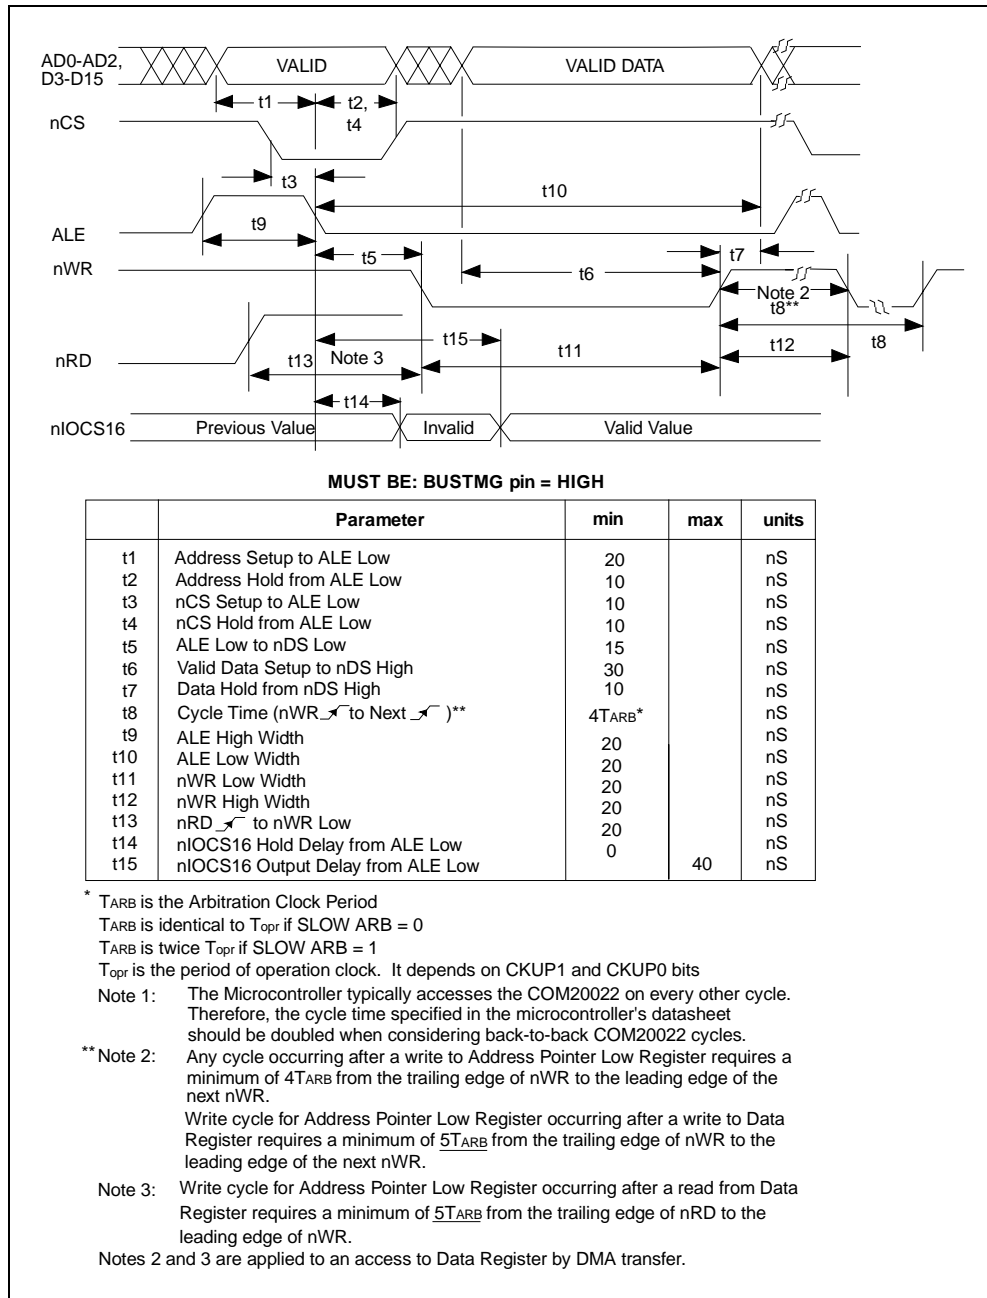 AD0-AD2,
D3-D15
VALID
VALID DATA
t1
t2,
t4
nCS
t3
t10
t9
ALE
t5
t7
nWR
t6
Note 2
t8**
t15
t8
nRD
t13
Note 3
t11
t12
t14
nIOCS16
Previous Value
Invalid
Valid Value
MUST BE: BUSTMG pin = HIGH
Parameter min max units
t1 Address Setup to ALE Low 20 nS
t2 Address Hold from ALE Low 10 nS
t3 nCS Setup to ALE Low 10 nS
t4 nCS Hold from ALE Low 10 nS
t5 ALE Low to nDS Low 15 nS
t6 Valid Data Setup to nDS High 30 nS
t7 Data Hold from nDS High 10 nS
t8 Cycle Time (nWR to Next )** 4TARB* nS
t9 ALE High Width 20 nS
t10 ALE Low Width 20 nS
t11 nWR Low Width 20 nS
t12 nWR High Width 20 nS
t13 nRD to nWR Low 20 nS
t14 nIOCS16 Hold Delay from ALE Low 0 nS
t15 nIOCS16 Output Delay from ALE Low 40 nS
* TARB is the Arbitration Clock Period
TARB is identical to Topr if SLOW ARB = 0
TARB is twice Topr if SLOW ARB = 1
Topr is the period of operation clock. It depends on CKUP1 and CKUP0 bits
Note 1: The Microcontroller typically accesses the COM20022 on every other cycle.
Therefore, the cycle time specified in the microcontroller's datasheet
should be doubled when considering back-to-back COM20022 cycles.
**Note 2: Any cycle occurring after a write to Address Pointer Low Register requires a
minimum of 4TARB from the trailing edge of nWR to the leading edge of the
next nWR.
Write cycle for Address Pointer Low Register occurring after a write to Data
Register requires a minimum of 5TARB from the trailing edge of nWR to the
leading edge of the next nWR.
Note 3: Write cycle for Address Pointer Low Register occurring after a read from Data
Register requires a minimum of 5TARB from the trailing edge of nRD to the
leading edge of nWR.
Notes 2 and 3 are applied to an access to Data Register by DMA transfer.